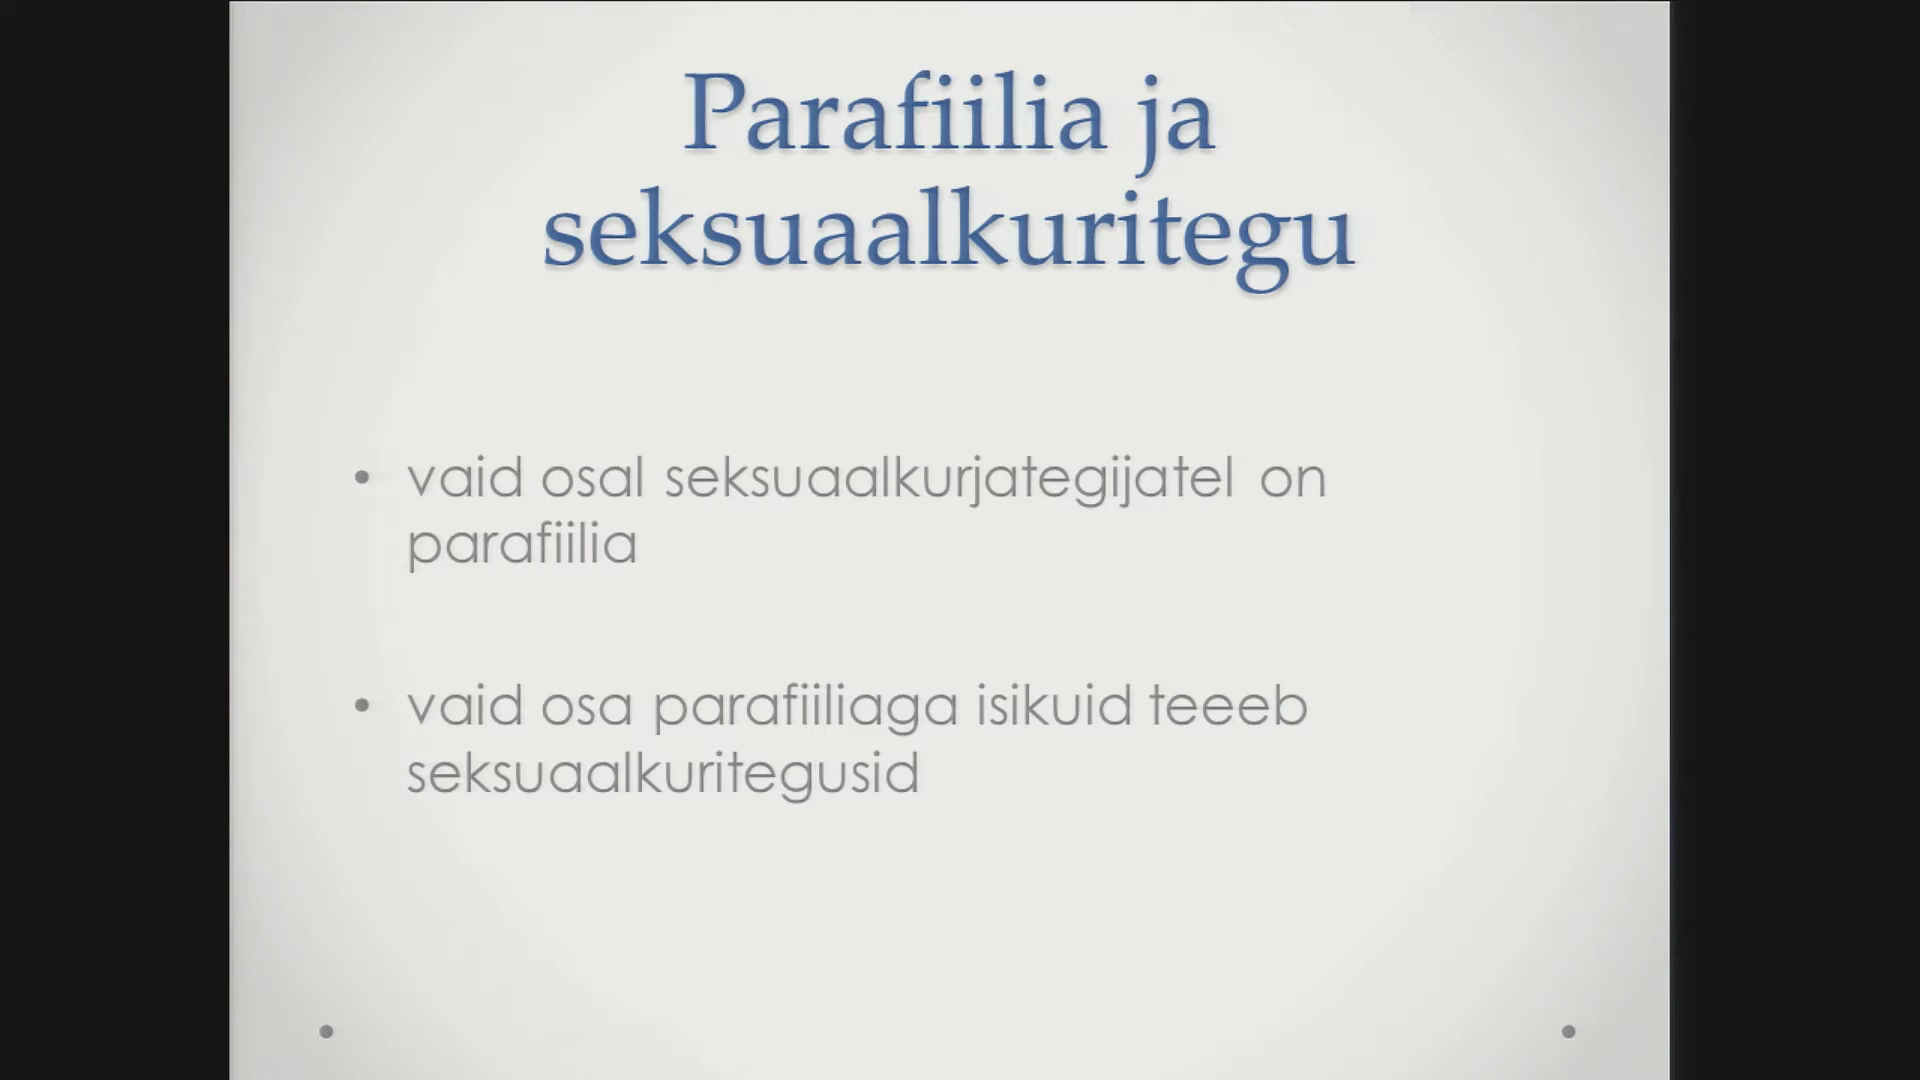 Parafiilia ja
seksuaalkuritegu
• vaid osal seksuaalkurjategijatel on
parafiilia
• vaid osa parafiiliaga isikuid teeeb
seksuaalkuritegusid